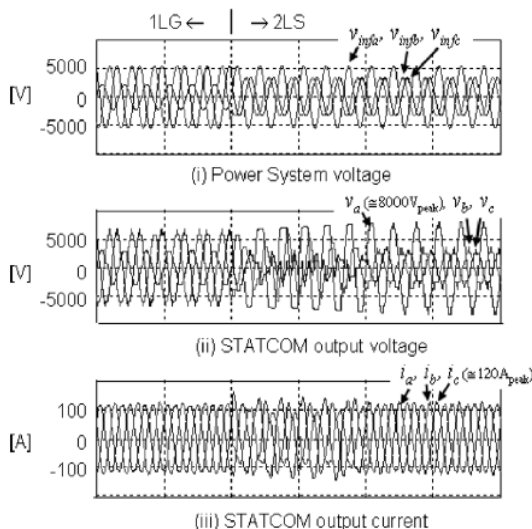 1LG ← → 2LS
v_infa, v_infb, v_infc
5000
[V] 0
-5000
(i) Power System voltage
v_a (≅8000V_peak), v_b, v_c
5000
[V] 0
-5000
(ii) STATCOM output voltage
i_a, i_b, i_c (≅120A_peak)
100
[A] 0
-100
(iii) STATCOM output current